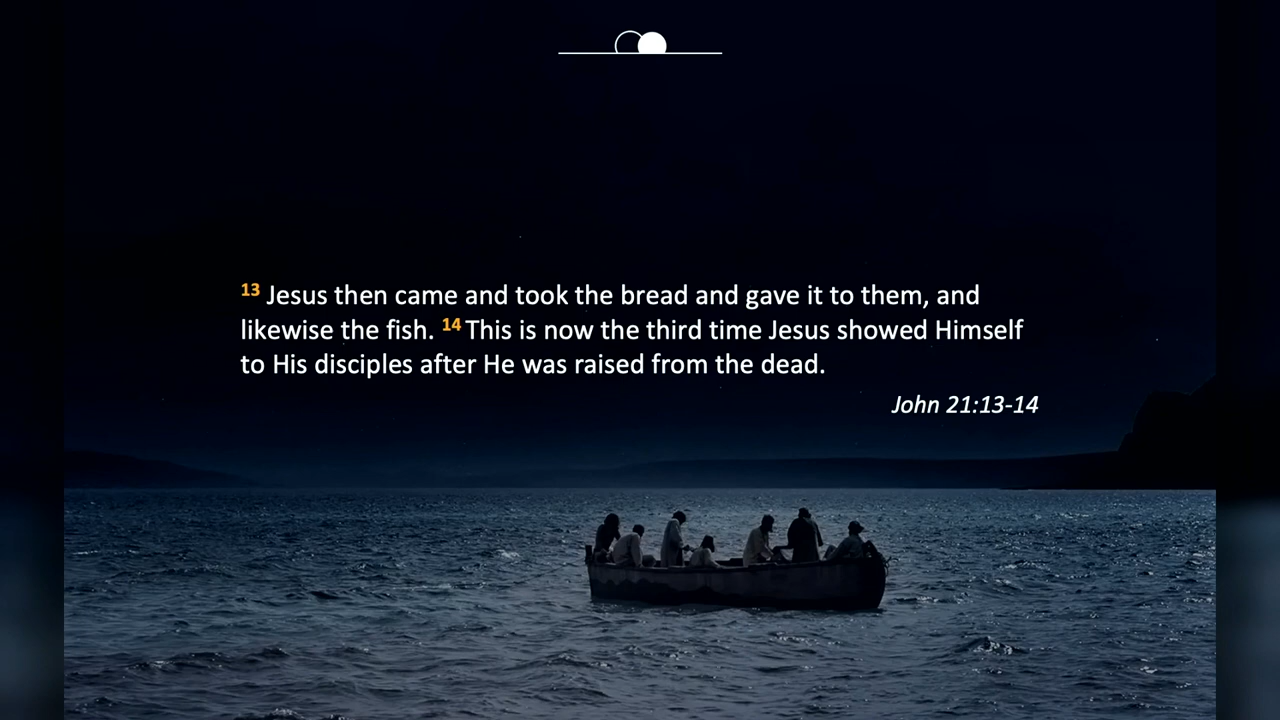 13 Jesus then came and took the bread and gave it to them, and
likewise the fish. 14 This is now the third time Jesus showed Himself
to His disciples after He was raised from the dead.
John 21:13-14